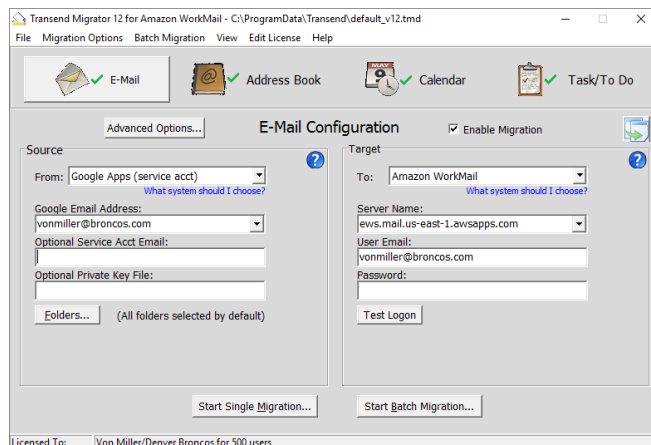 Transend Migrator 12 for Amazon WorkMail - C:\ProgramData\Transend\default_v12.tmd
File Migration Options Batch Migration View Edit License Help
E-Mail Address Book MAY Calendar Task/To Do
Advanced Options... E-Mail Configuration Enable Migration
Source Target
From: Google Apps (service acct) To: Amazon WorkMail
What system should I choose? What system should I choose?
Google Email Address: Server Name:
vonmiller@broncos.com ews.mail.us-east-1.awsapps.com
Optional Service Acct Email: User Email:
vonmiller@broncos.com
Optional Private Key File: Password:
Folders... (All folders selected by default) Test Logon
Start Single Migration... Start Batch Migration...
Licensed To: Von Miller/Denver Broncos for 500 users